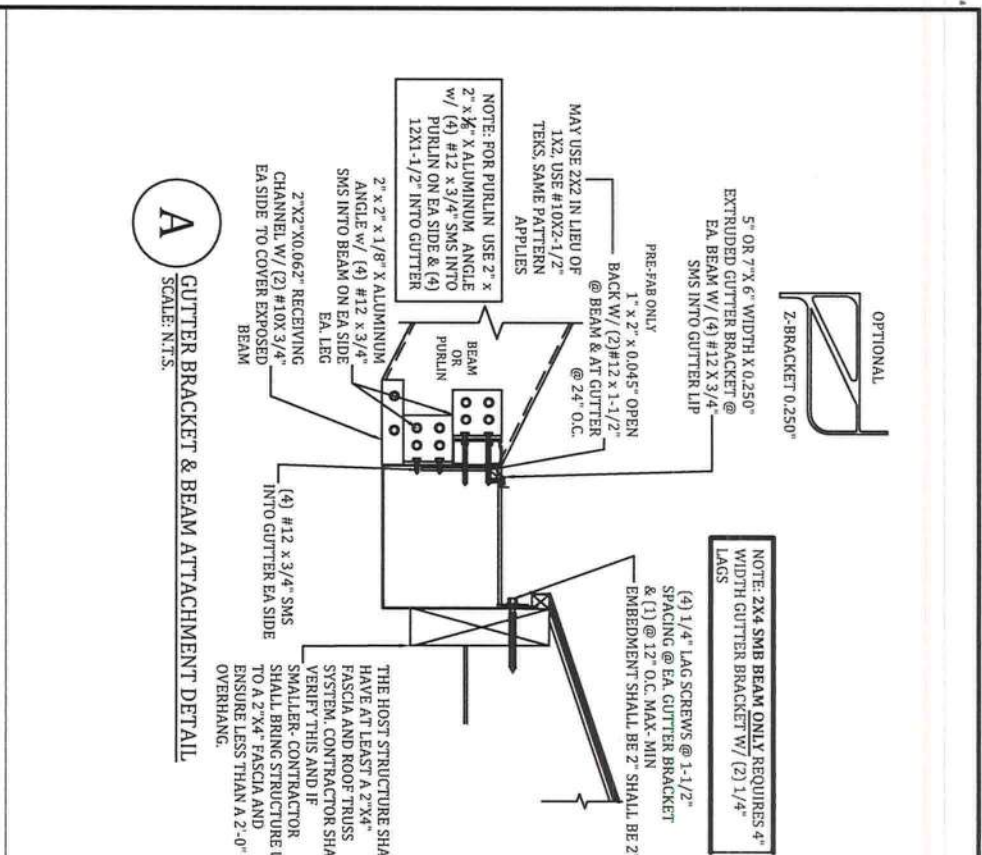 OPTIONAL
Z-BRACKET 0.250"
5" OR 7"X 6" WIDTH X 0.250"
EXTRUDED GUTTER BRACKET @
EA. BEAM W/ (4) #12 X 3/4"
SMS INTO GUTTER LIP
PRE-FAB ONLY
1" x 2" x 0.045" OPEN
BACK W/ (2)#12 x 1-1/2"
@ BEAM & AT GUTTER
@ 24" O.C.
MAY USE 2X2 IN LIEU OF
1X2, USE #10X2-1/2"
TEKS, SAME PATTERN
APPLIES
NOTE: FOR PURLIN USE 2" x
2" x 1/8" X ALUMINUM ANGLE
w/ (4) #12 x 3/4" SMS INTO
PURLIN ON EA SIDE & (4)
12X1-1/2" INTO GUTTER
2" x 2" x 1/8" X ALUMINUM
ANGLE w/ (4) #12 x 3/4"
SMS INTO BEAM ON EA SIDE
EA. LEG
2"X2"X0.062" RECEIVING
CHANNEL W/ (2) #10X 3/4"
EA SIDE TO COVER EXPOSED
BEAM
BEAM
OR
PURLIN
NOTE: 2X4 SMB BEAM ONLY REQUIRES 4"
WIDTH GUTTER BRACKET W/ (2) 1/4"
LAGS
(4) 1/4" LAG SCREWS @ 1-1/2"
SPACING @ EA. GUTTER BRACKET
& (1) @ 12" O.C. MAX- MIN
EMBEDMENT SHALL BE 2" SHALL BE 2"
(4) #12 x 3/4" SMS
INTO GUTTER EA SIDE
THE HOST STRUCTURE SHA
HAVE AT LEAST A 2"X4"
FASCIA AND ROOF TRUSS
SYSTEM. CONTRACTOR SHA
VERIFY THIS AND IF
SMALLER- CONTRACTOR
SHALL BRING STRUCTURE
TO A 2"X4" FASCIA AND
ENSURE LESS THAN A 2'-0"
OVERHANG.
A
GUTTER BRACKET & BEAM ATTACHMENT DETAIL
SCALE: N.T.S.